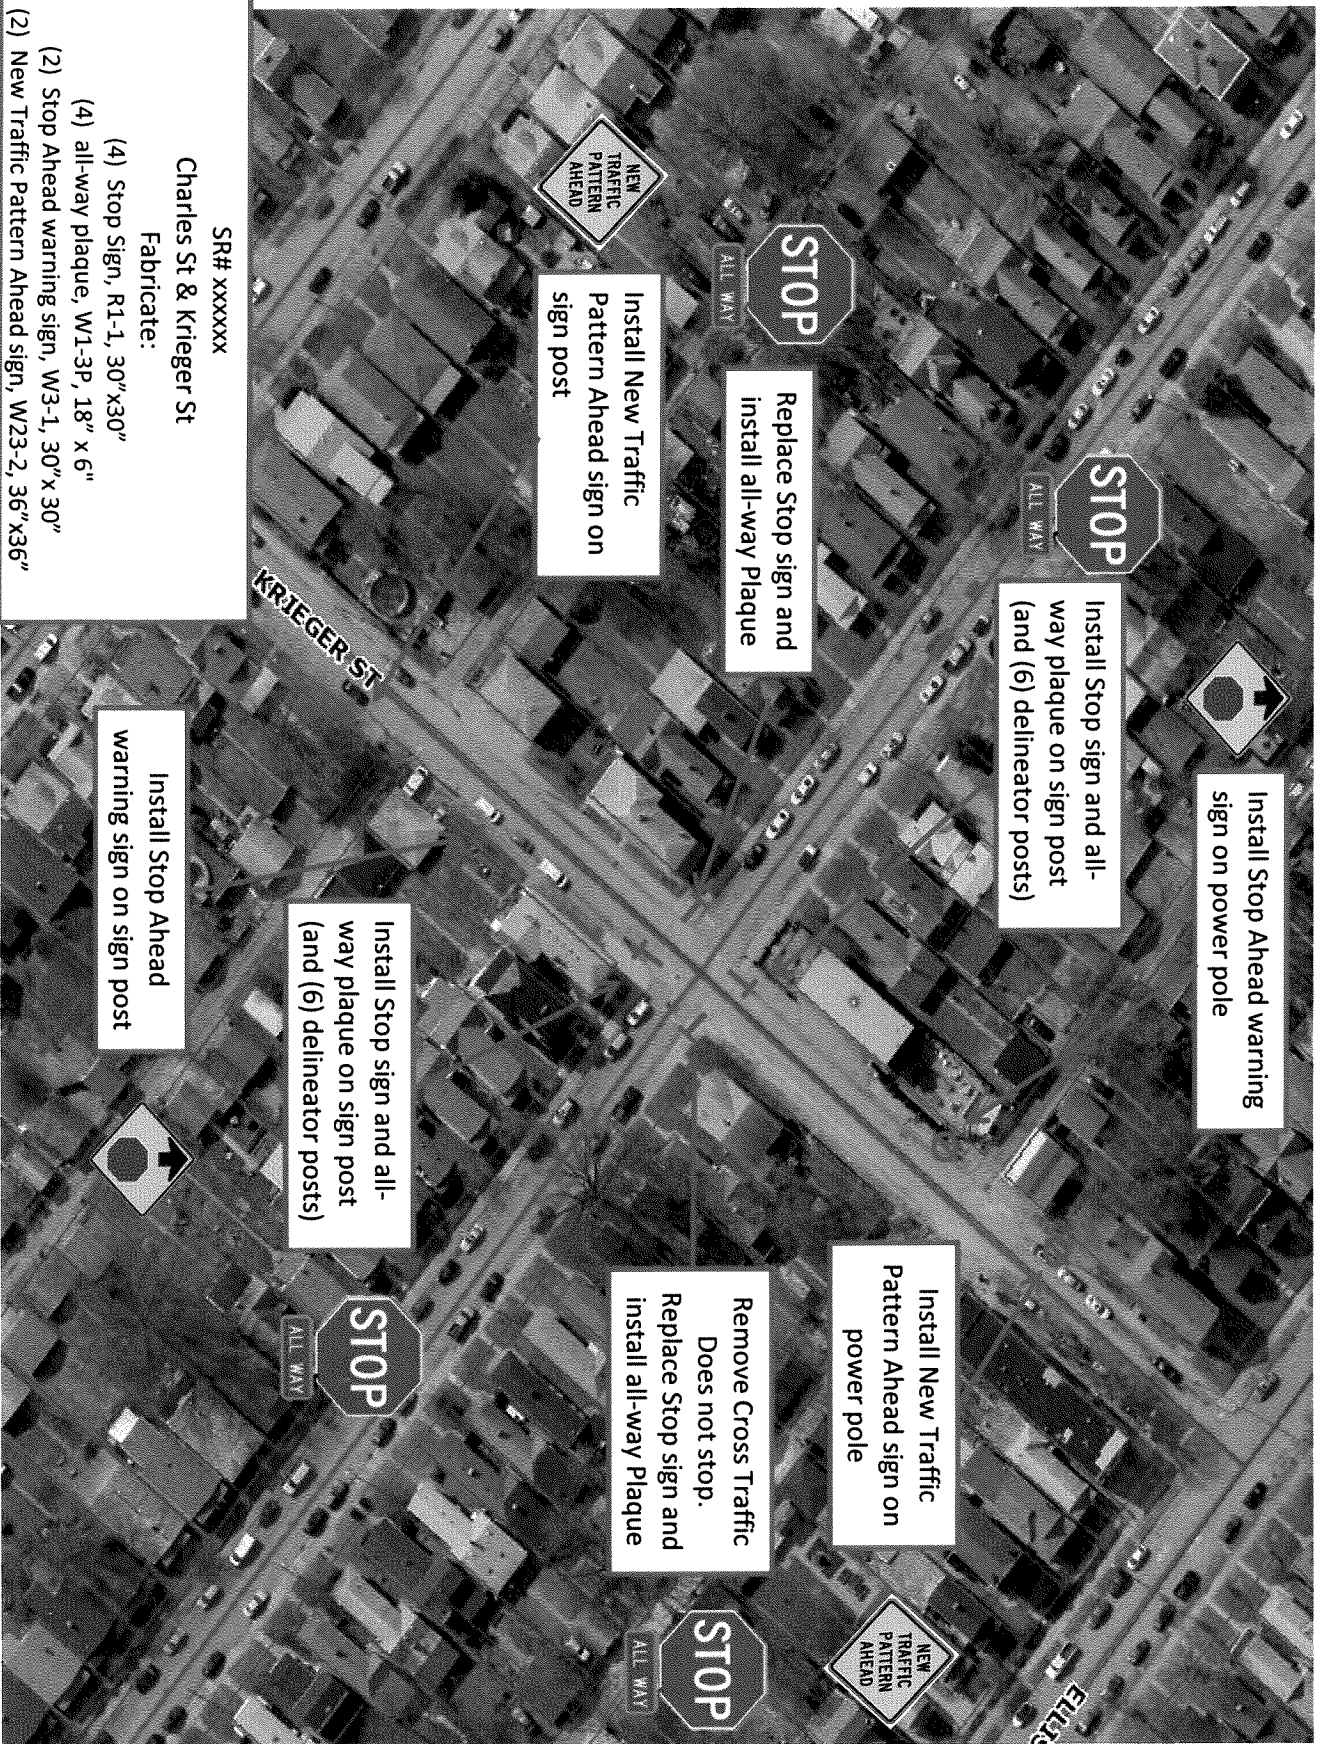 Install Stop Ahead warning
sign on power pole
STOP
ALL WAY
Install Stop sign and all-
way plaque on sign post
(and (6) delineator posts)
ELLIS
Install New Traffic
Pattern Ahead sign on
power pole
NEW
TRAFFIC
PATTERN
AHEAD
STOP
ALL WAY
Replace Stop sign and
install all-way Plaque
Remove Cross Traffic
Does not stop.
Replace Stop sign and
install all-way Plaque
STOP
ALL WAY
NEW
TRAFFIC
PATTERN
AHEAD
Install New Traffic
Pattern Ahead sign on
sign post
KRIEGER ST
Install Stop sign and all-
way plaque on sign post
(and (6) delineator posts)
STOP
ALL WAY
Install Stop Ahead
warning sign on sign post
SR# xxxxxx
Charles St & Krieger St
Fabricate:
(4) Stop Sign, R1-1, 30”x30”
(4) all-way plaque, W1-3P, 18” x 6”
(2) Stop Ahead warning sign, W3-1, 30”x 30”
(2) New Traffic Pattern Ahead sign, W23-2, 36”x36”